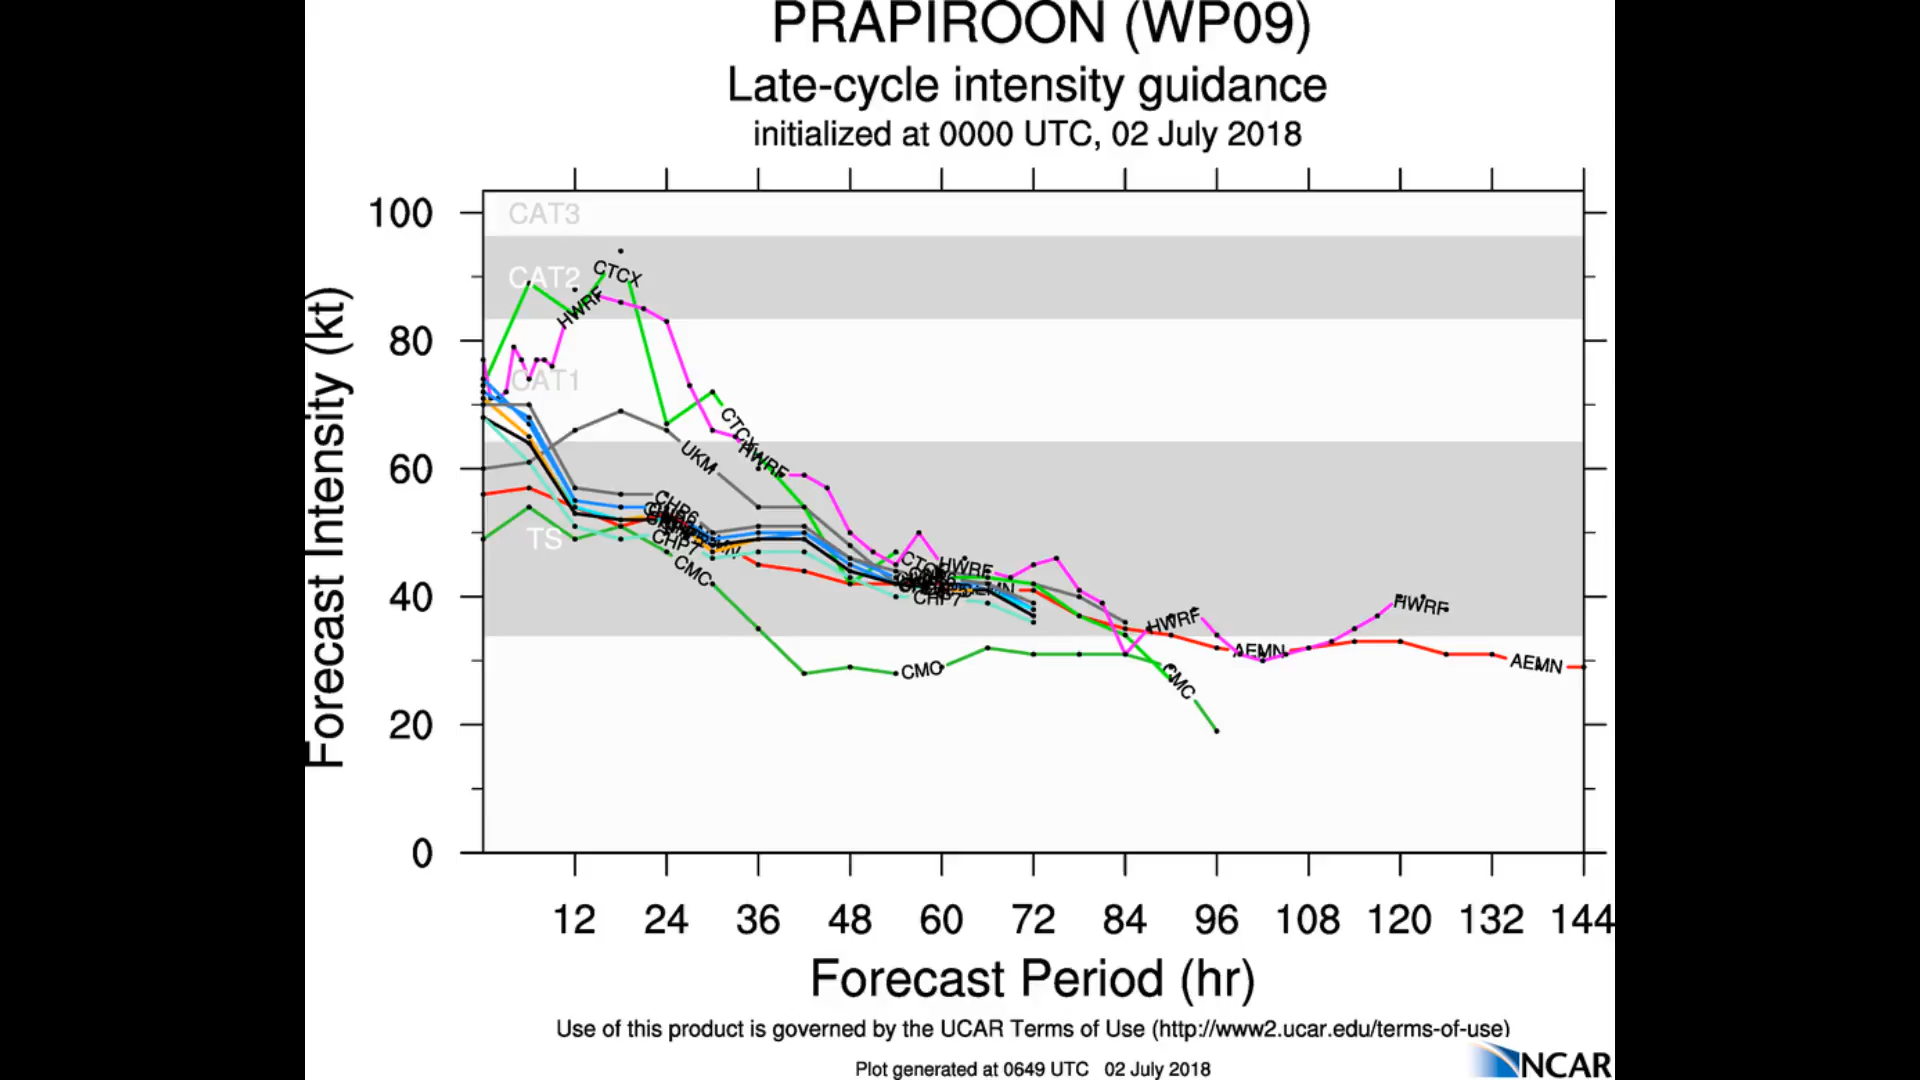 PRAPIROON (WP09)
Late-cycle intensity guidance
initialized at 0000 UTC, 02 July 2018
Forecast Intensity (kt)
100
80
60
40
20
0
CAT3
CAT2
CAT1
TS
CTCX
HWRF
CTCX
HWRF
UKM
CHP6
CHP7
CMC
HWRF
CHP7
CMC
HWRF
AEMN
CMC
HWRF
AEMN
12 24 36 48 60 72 84 96 108 120 132 144
Forecast Period (hr)
Use of this product is governed by the UCAR Terms of Use (http://www2.ucar.edu/terms-of-use)
Plot generated at 0649 UTC 02 July 2018
NCAR